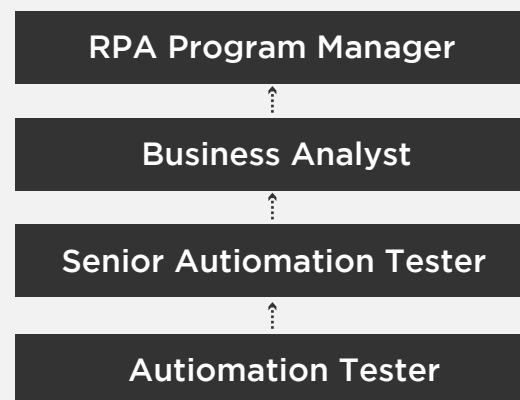 RPA Program Manager
Business Analyst
Senior Autiomation Tester
Autiomation Tester